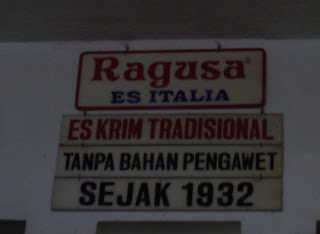 Ragusa®
ES ITALIA
ES KRIM TRADISIONAL
TANPA BAHAN PENGAWET
SEJAK 1932